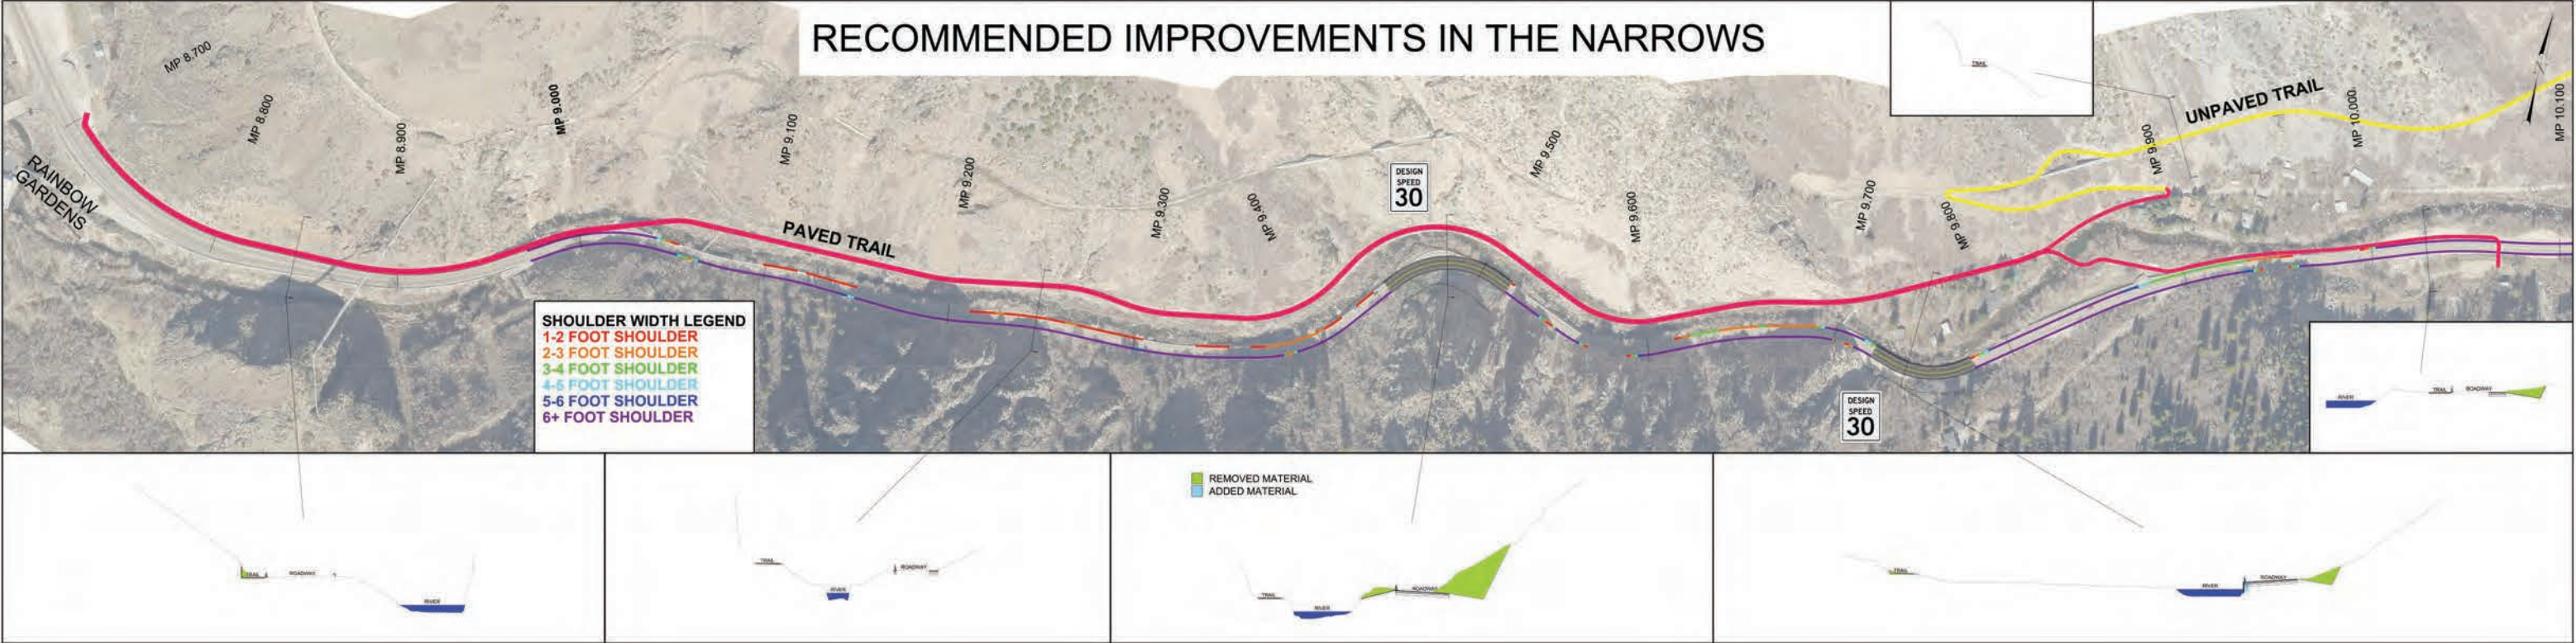 RECOMMENDED IMPROVEMENTS IN THE NARROWS
MP 8.700
MP 8.800
MP 8.900
MP 9.000
MP 9.100
MP 9.200
MP 9.300
MP 9.400
MP 9.500
MP 9.600
MP 9.700
MP 9.800
MP 9.900
MP 10.000
MP 10.100
RAINBOW
GARDENS
PAVED TRAIL
UNPAVED TRAIL
TRAIL
DESIGN
SPEED
30
DESIGN
SPEED
30
SHOULDER WIDTH LEGEND
1-2 FOOT SHOULDER
2-3 FOOT SHOULDER
3-4 FOOT SHOULDER
4-5 FOOT SHOULDER
5-6 FOOT SHOULDER
6+ FOOT SHOULDER
RIVER
TRAIL
ROADWAY
TRAIL
ROADWAY
RIVER
TRAIL
RIVER
ROADWAY
REMOVED MATERIAL
ADDED MATERIAL
TRAIL
RIVER
ROADWAY
TRAIL
RIVER
ROADWAY